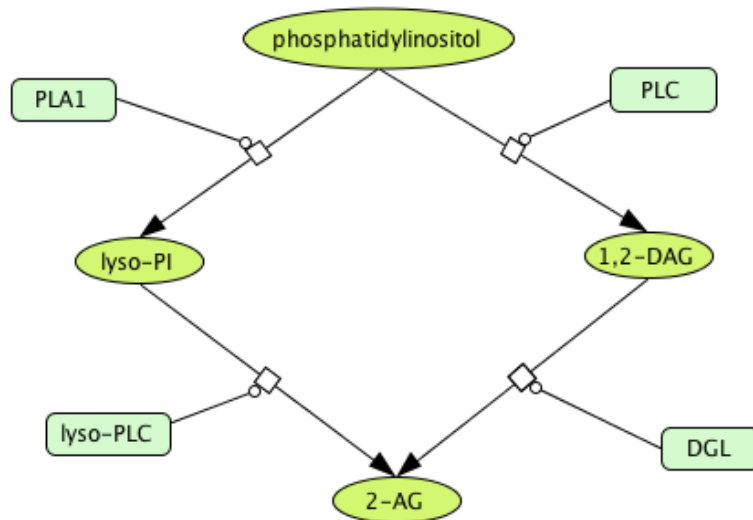 phosphatidylinositol
PLA1
PLC
lyso-PI
1,2-DAG
lyso-PLC
DGL
2-AG